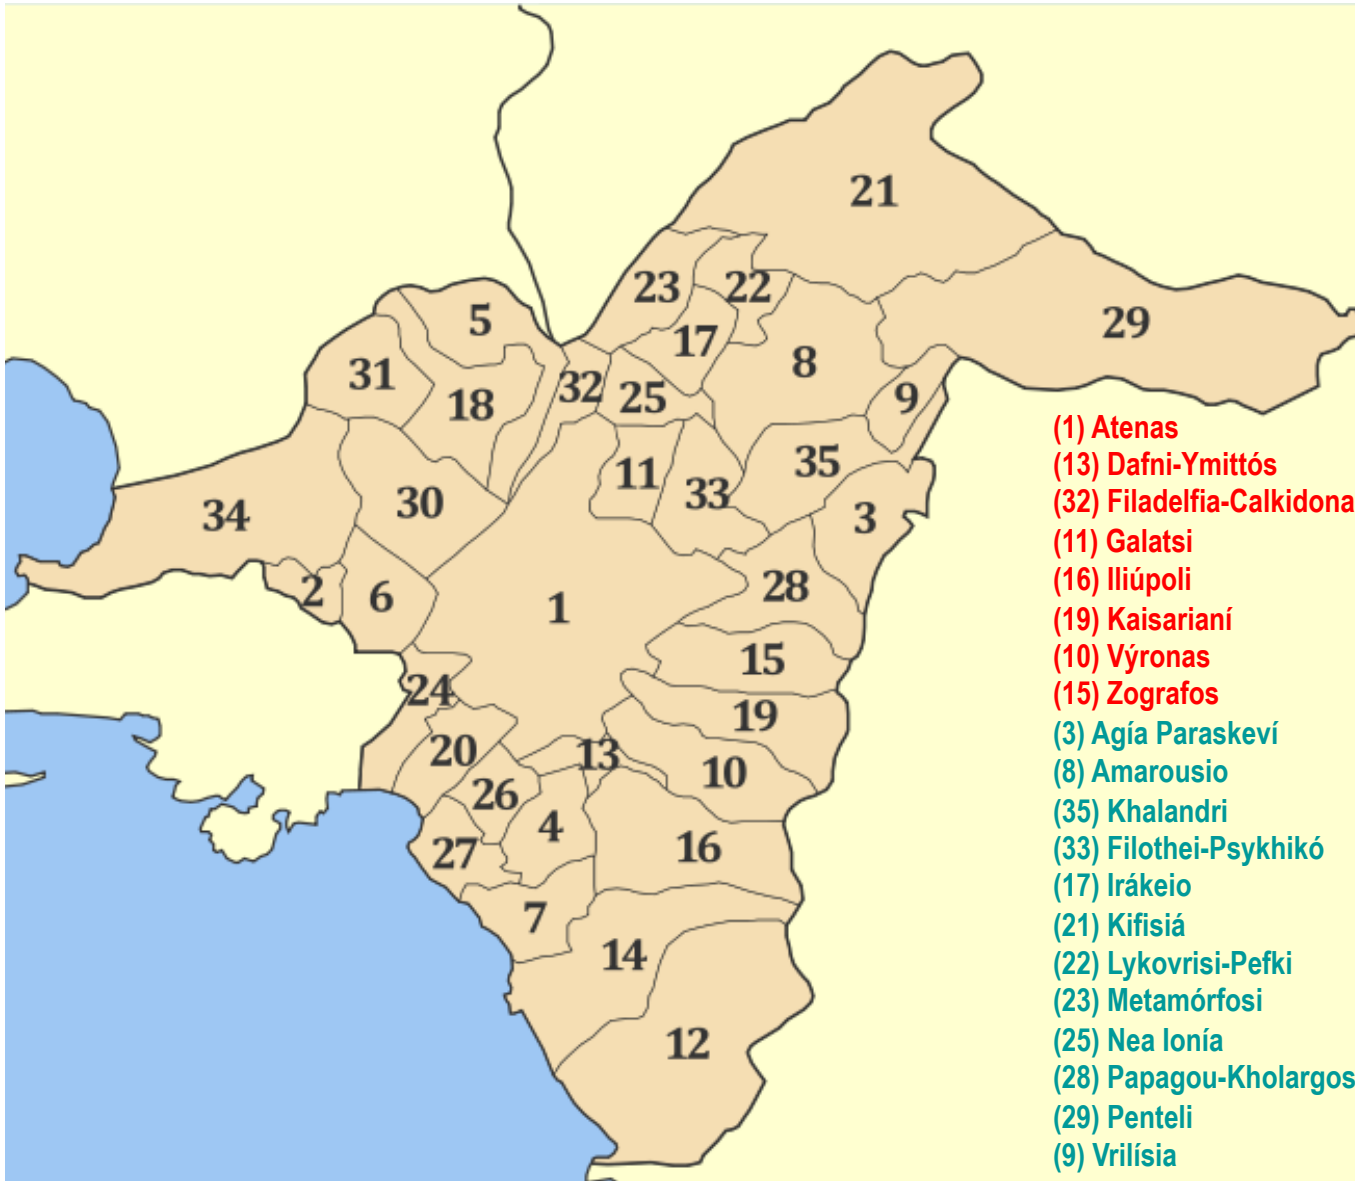 21
23
22
5
29
17
31
8
32
9
18
25
(1) Atenas
35
11
(13) Dafni-Ymittós
33
30
(32) Filadelfia-Calkidona
34
3
(11) Galatsi
2
6
28
(16) Iliúpoli
1
(19) Kaisarianí
15
(10) Výronas
24
(15) Zografos
19
20
13
(3) Agía Paraskeví
10
26
(8) Amarousio
4
(35) Khalandri
27
16
(33) Filothei-Psykhikó
(17) Irákeio
7
(21) Kifisiá
14
(22) Lykovrisi-Pefki
(23) Metamórfosi
12
(25) Nea Ionía
(28) Papagou-Kholargos
(29) Penteli
(9) Vrilísia